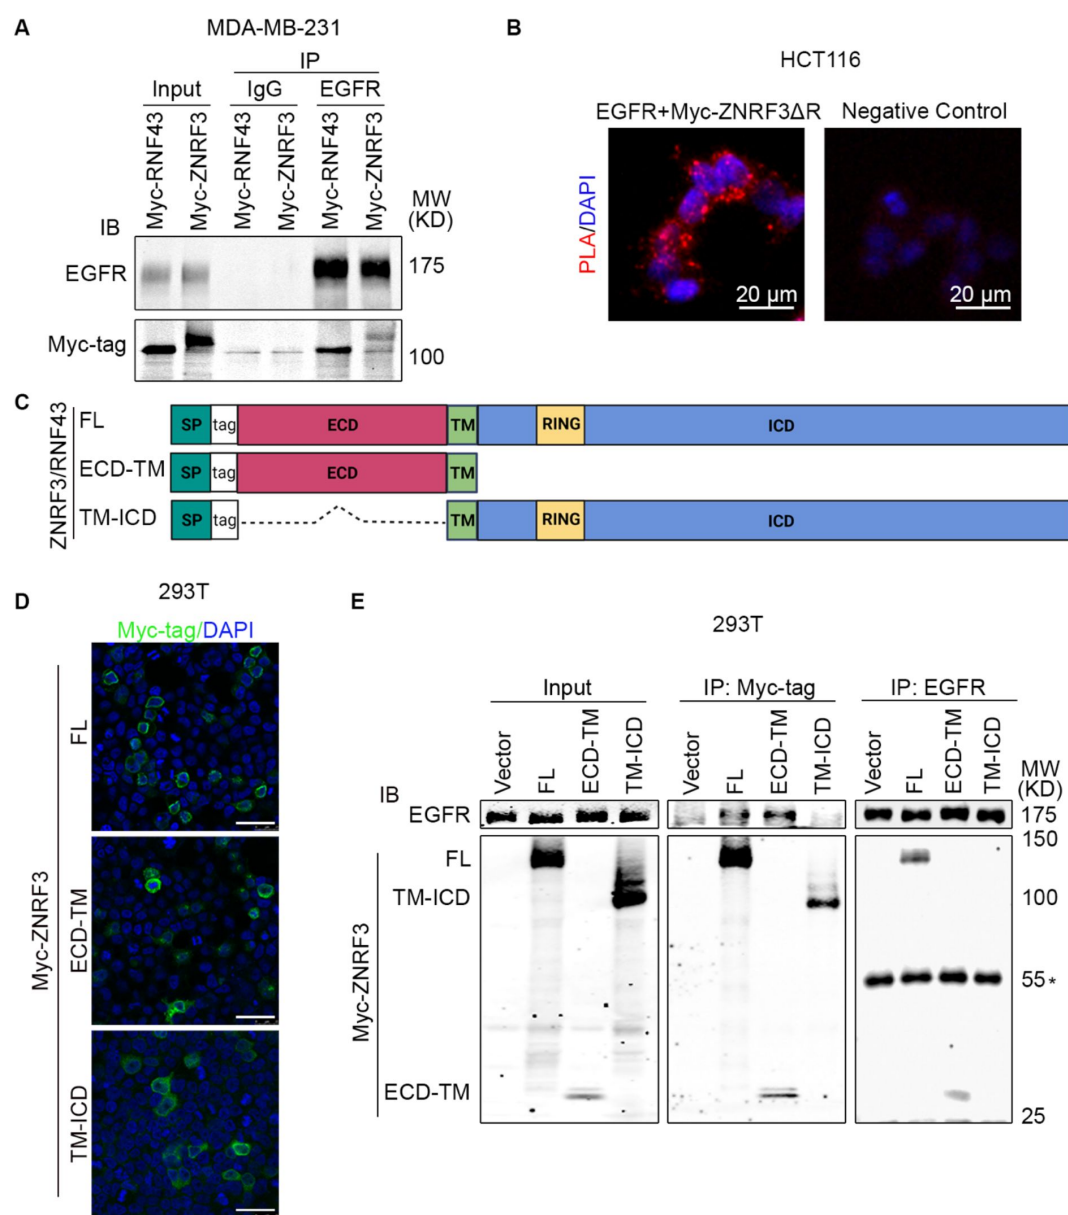 A
MDA-MB-231
IP
Input IgG EGFR
Myc-RNF43
Myc-ZNRF3
Myc-RNF43
Myc-ZNRF3
Myc-RNF43
Myc-ZNRF3
MW
(KD)
IB
EGFR
175
Myc-tag
100
B
HCT116
EGFR+Myc-ZNRF3ΔR Negative Control
PLA/DAPI
20 µm
20 µm
C
ZNRF3/RNF43
FL
SP tag ECD TM RING ICD
ECD-TM
SP tag ECD TM
TM-ICD
SP tag TM RING ICD
D
293T
Myc-tag/DAPI
Myc-ZNRF3
FL
ECD-TM
TM-ICD
E
293T
Input IP: Myc-tag IP: EGFR
Vector
FL
ECD-TM
TM-ICD
Vector
FL
ECD-TM
TM-ICD
Vector
FL
ECD-TM
TM-ICD
MW
(KD)
IB
EGFR
175
Myc-ZNRF3
150
FL
TM-ICD
100
55*
ECD-TM
25